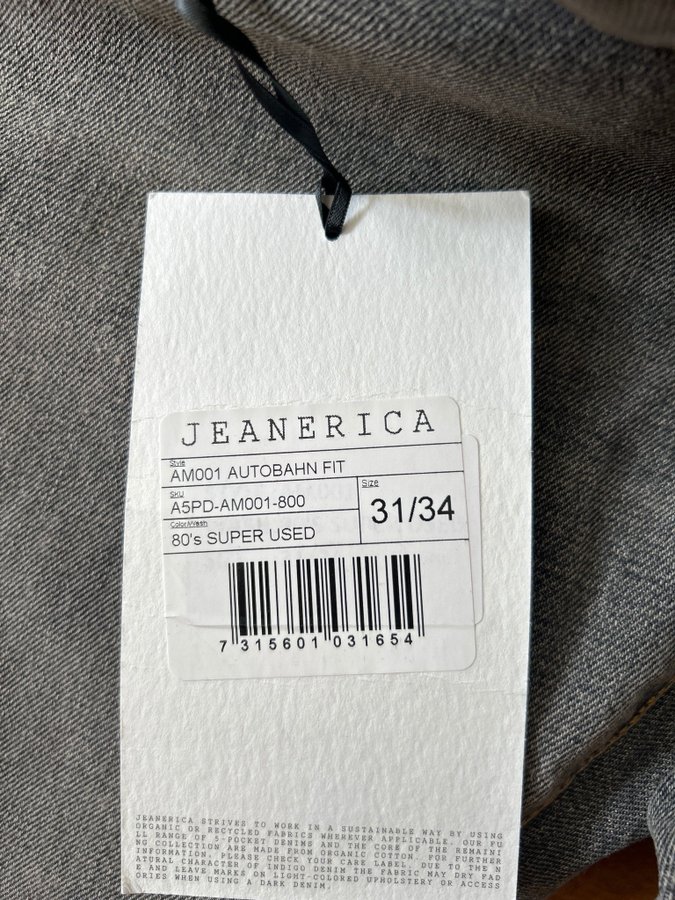 JEANERICA
Style
AM001 AUTOBAHN FIT
SKU
A5PD-AM001-800
Size
31/34
Color/Wash
80's SUPER USED
7 315601 031654
JEANERICA STRIVES TO WORK IN A SUSTAINABLE WAY BY USING
ORGANIC OR RECYCLED FABRICS WHEREVER APPLICABLE. OUR FU
LL RANGE OF 5-POCKET DENIMS AND THE CORE OF THE REMAINI
NG COLLECTION ARE MADE FROM ORGANIC COTTON. FOR FURTHER
INFORMATION, PLEASE CHECK YOUR CARE LABEL. DUE TO THE N
ATURAL CHARACTER OF INDIGO DENIM THE FABRIC MAY DRY FAD
E AND LEAVE MARKS ON LIGHT-COLORED UPHOLSTERY OR ACCESS
ORIES WHEN USING A DARK DENIM.